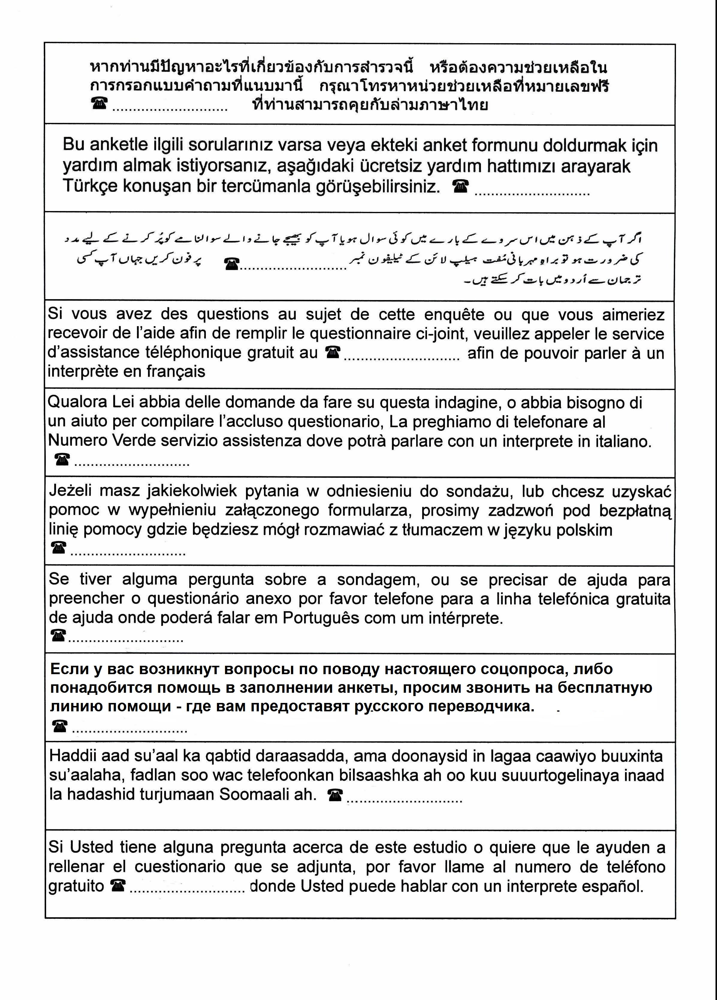 หากท่านมีปัญหาอะไรที่เกี่ยวข้องกับการสำรวจนี้ หรือต้องความช่วยเหลือใน
การกรอกแบบคำถามที่แนบมานี้ กรุณาโทรหาหน่วยช่วยเหลือที่หมายเลขฟรี
☎ ............................ ที่ท่านสามารถคุยกับล่ามภาษาไทย
Bu anketle ilgili sorularınız varsa veya ekteki anket formunu doldurmak için
yardım almak istiyorsanız, aşağıdaki ücretsiz yardım hattımızı arayarak
Türkçe konuşan bir tercümanla görüşebilirsiniz. ☎ ............................
اگر آپ کے ذہن میں اس سروے کے بارے میں کوئی سوال ہو یا آپ کو بھیجے جانے والے سوالنامے کو پُر کرنے کے لیے مدد
کی ضرورت ہو تو براہِ مہربانی مُفت ہیلپ لائن کے ٹیلیفون نمبر ..........................☎ پر فون کریں جہاں آپ کسی
ترجمان سے اُردو میں بات کر سکتے ہیں۔
Si vous avez des questions au sujet de cette enquête ou que vous aimeriez
recevoir de l’aide afin de remplir le questionnaire ci-joint, veuillez appeler le service
d’assistance téléphonique gratuit au ☎............................ afin de pouvoir parler à un
interprète en français
Qualora Lei abbia delle domande da fare su questa indagine, o abbia bisogno di
un aiuto per compilare l’accluso questionario, La preghiamo di telefonare al
Numero Verde servizio assistenza dove potrà parlare con un interprete in italiano.
☎ ............................
Jeżeli masz jakiekolwiek pytania w odniesieniu do sondażu, lub chcesz uzyskać
pomoc w wypełnieniu załączonego formularza, prosimy zadzwoń pod bezpłatną
linię pomocy gdzie będziesz mógł rozmawiać z tłumaczem w języku polskim
☎ ............................
Se tiver alguma pergunta sobre a sondagem, ou se precisar de ajuda para
preencher o questionário anexo por favor telefone para a linha telefónica gratuita
de ajuda onde poderá falar em Português com um intérprete.
☎............................
Если у вас возникнут вопросы по поводу настоящего соцопроса, либо
понадобится помощь в заполнении анкеты, просим звонить на бесплатную
линию помощи - где вам предоставят русского переводчика.
☎ ............................
Haddii aad su’aal ka qabtid daraasadda, ama doonaysid in lagaa caawiyo buuxinta
su’aalaha, fadlan soo wac telefoonkan bilsaashka ah oo kuu suuurtogelinaya inaad
la hadashid turjumaan Soomaali ah. ☎ ............................
Si Usted tiene alguna pregunta acerca de este estudio o quiere que le ayuden a
rellenar el cuestionario que se adjunta, por favor llame al numero de teléfono
gratuito ☎ ............................ donde Usted puede hablar con un interprete español.